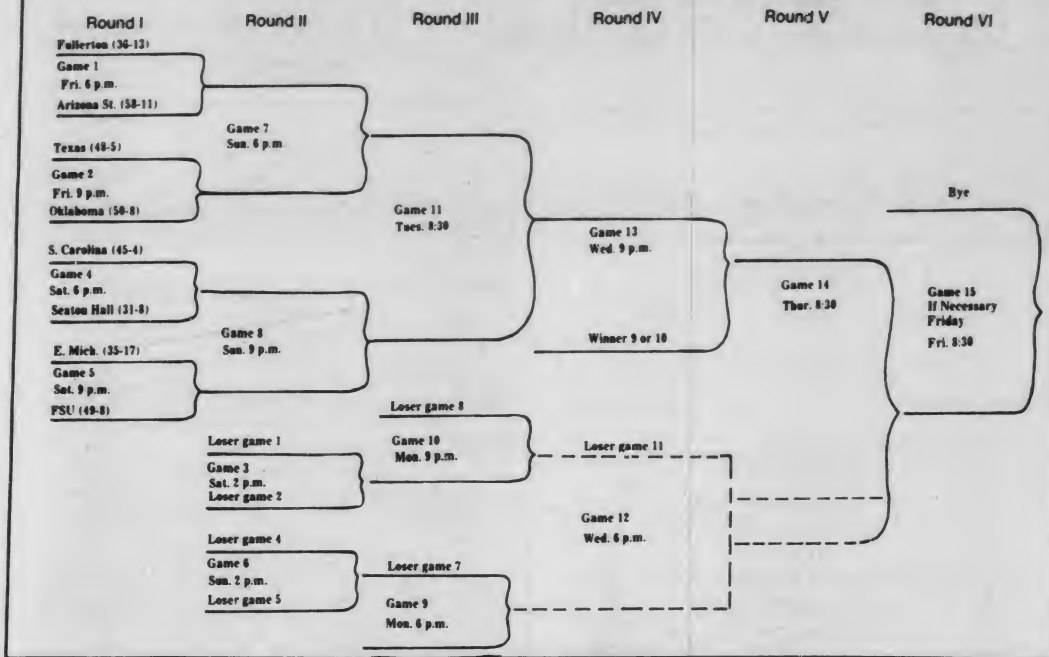 Round I
Round II
Round III
Round IV
Round V
Round VI
Fullerton (36-13)
Game 1
Fri. 6 p.m.
Arizona St. (58-11)
Texas (48-5)
Game 2
Fri. 9 p.m.
Oklahoma (50-8)
S. Carolina (45-4)
Game 4
Sat. 6 p.m.
Seaton Hall (31-8)
E. Mich. (35-17)
Game 5
Sat. 9 p.m.
FSU (49-8)
Game 7
Sun. 6 p.m.
Game 8
Sun. 9 p.m.
Loser game 1
Game 3
Sat. 2 p.m.
Loser game 2
Loser game 4
Game 6
Sun. 2 p.m.
Loser game 5
Game 11
Tues. 8:30
Loser game 8
Game 10
Mon. 9 p.m.
Loser game 7
Game 9
Mon. 6 p.m.
Game 13
Wed. 9 p.m.
Winner 9 or 10
Loser game 11
Game 12
Wed. 6 p.m.
Game 14
Thur. 8:30
Bye
Game 15
If Necessary
Friday
Fri. 8:30